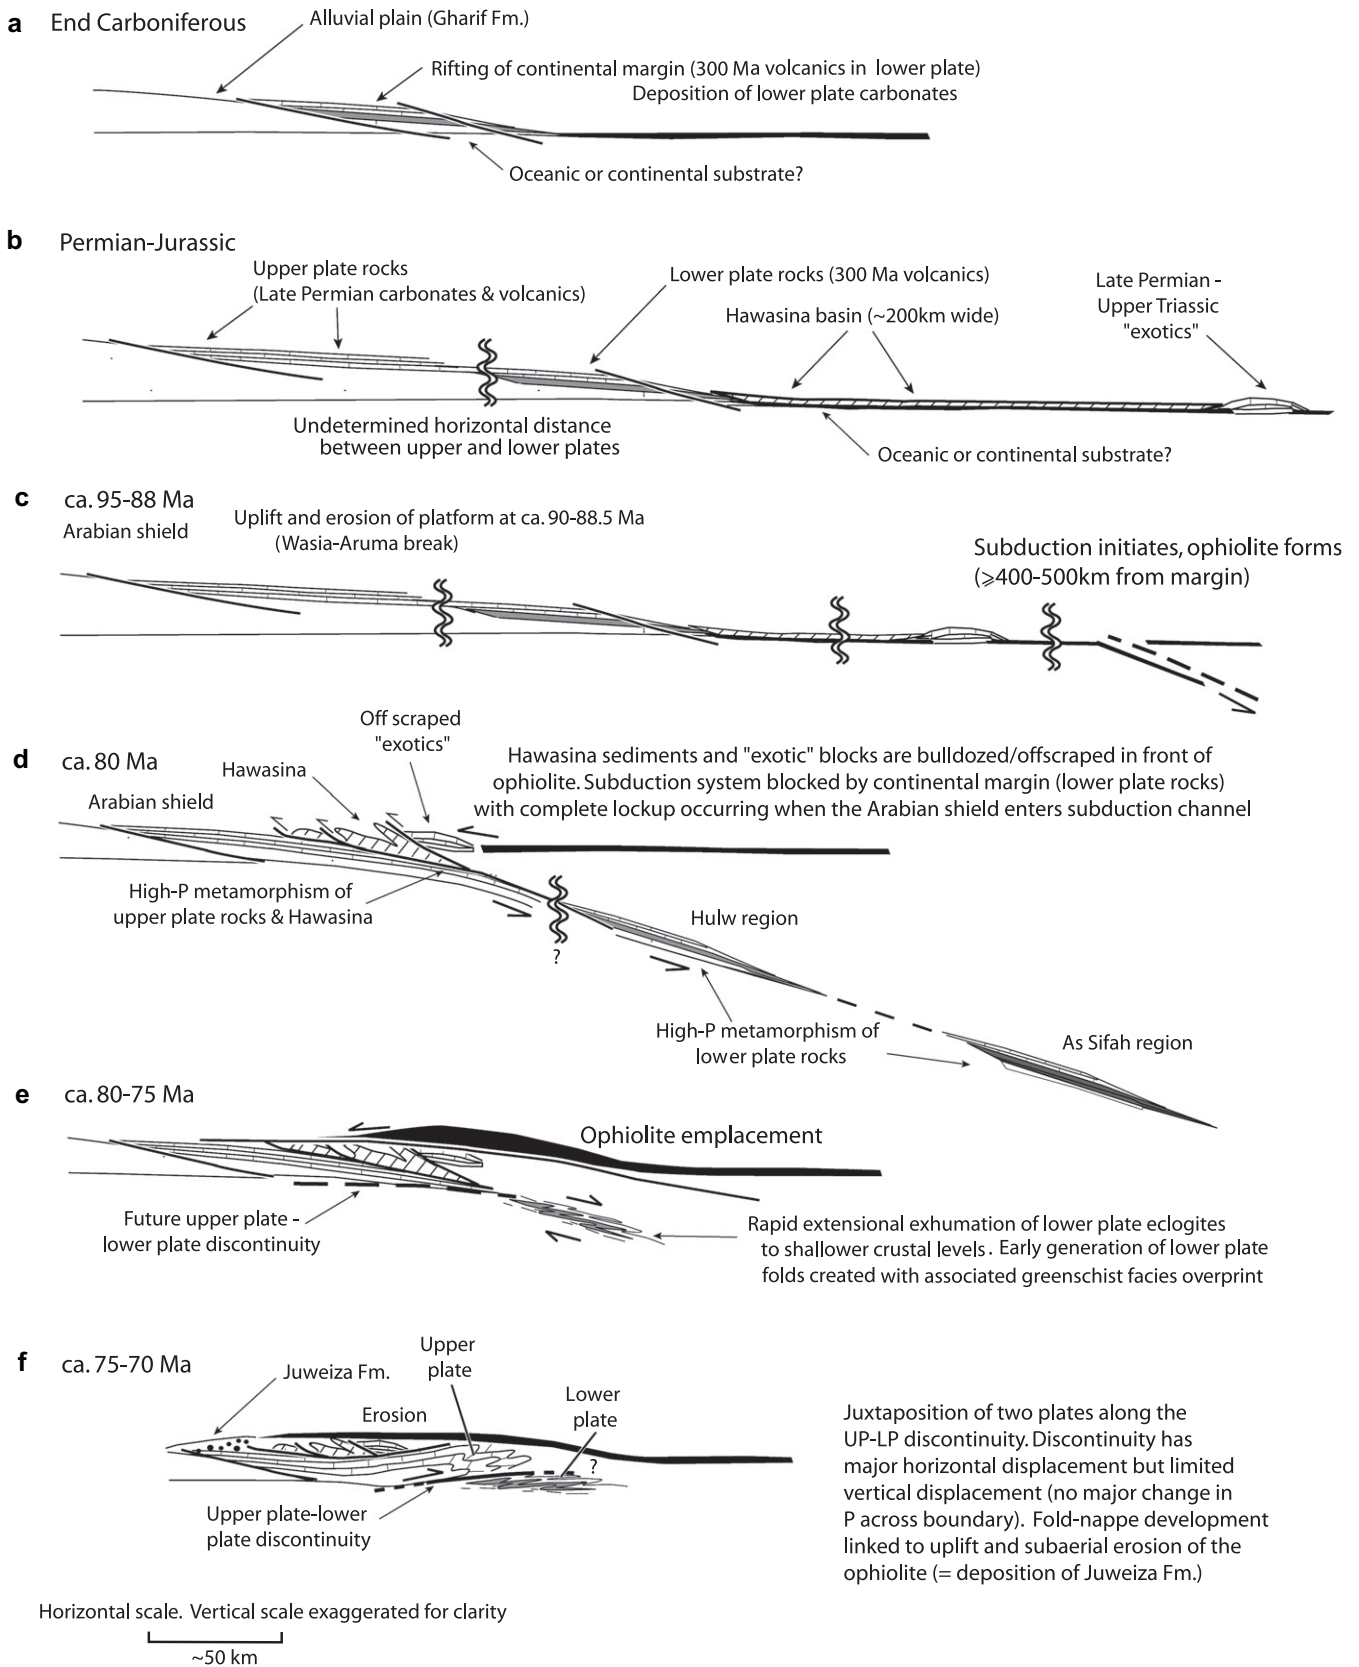 a End Carboniferous
Alluvial plain (Gharif Fm.)
Rifting of continental margin (300 Ma volcanics in lower plate)
Deposition of lower plate carbonates
Oceanic or continental substrate?
b Permian-Jurassic
Upper plate rocks
(Late Permian carbonates & volcanics)
Lower plate rocks (300 Ma volcanics)
Hawasina basin (~200km wide)
Late Permian -
Upper Triassic
"exotics"
Undetermined horizontal distance
between upper and lower plates
Oceanic or continental substrate?
c ca. 95-88 Ma
Arabian shield
Uplift and erosion of platform at ca. 90-88.5 Ma
(Wasia-Aruma break)
Subduction initiates, ophiolite forms
(⩾400-500km from margin)
d ca. 80 Ma
Arabian shield
Hawasina
Off scraped
"exotics"
Hawasina sediments and "exotic" blocks are bulldozed/offscraped in front of
ophiolite. Subduction system blocked by continental margin (lower plate rocks)
with complete lockup occurring when the Arabian shield enters subduction channel
High-P metamorphism of
upper plate rocks & Hawasina
?
Hulw region
High-P metamorphism of
lower plate rocks
As Sifah region
e ca. 80-75 Ma
Ophiolite emplacement
Future upper plate -
lower plate discontinuity
Rapid extensional exhumation of lower plate eclogites
to shallower crustal levels. Early generation of lower plate
folds created with associated greenschist facies overprint
f ca. 75-70 Ma
Juweiza Fm.
Erosion
Upper
plate
Lower
plate
?
Upper plate-lower
plate discontinuity
Juxtaposition of two plates along the
UP-LP discontinuity. Discontinuity has
major horizontal displacement but limited
vertical displacement (no major change in
P across boundary). Fold-nappe development
linked to uplift and subaerial erosion of the
ophiolite (= deposition of Juweiza Fm.)
Horizontal scale. Vertical scale exaggerated for clarity
~50 km